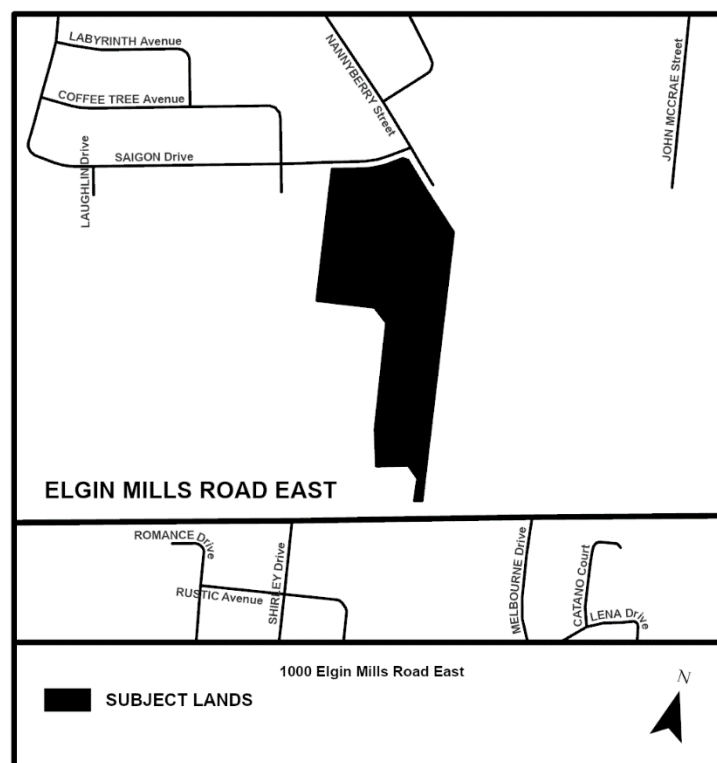 LABYRINTH Avenue
NANNYBERRY Street
JOHN MCCRAE Street
COFFEE TREE Avenue
SAIGON Drive
LAUGHLIN Drive
ELGIN MILLS ROAD EAST
ROMANCE Drive
SHIRLEY Drive
MELBOURNE Drive
CATANO Court
RUSTIC Avenue
LENA Drive
1000 Elgin Mills Road East
N
SUBJECT LANDS